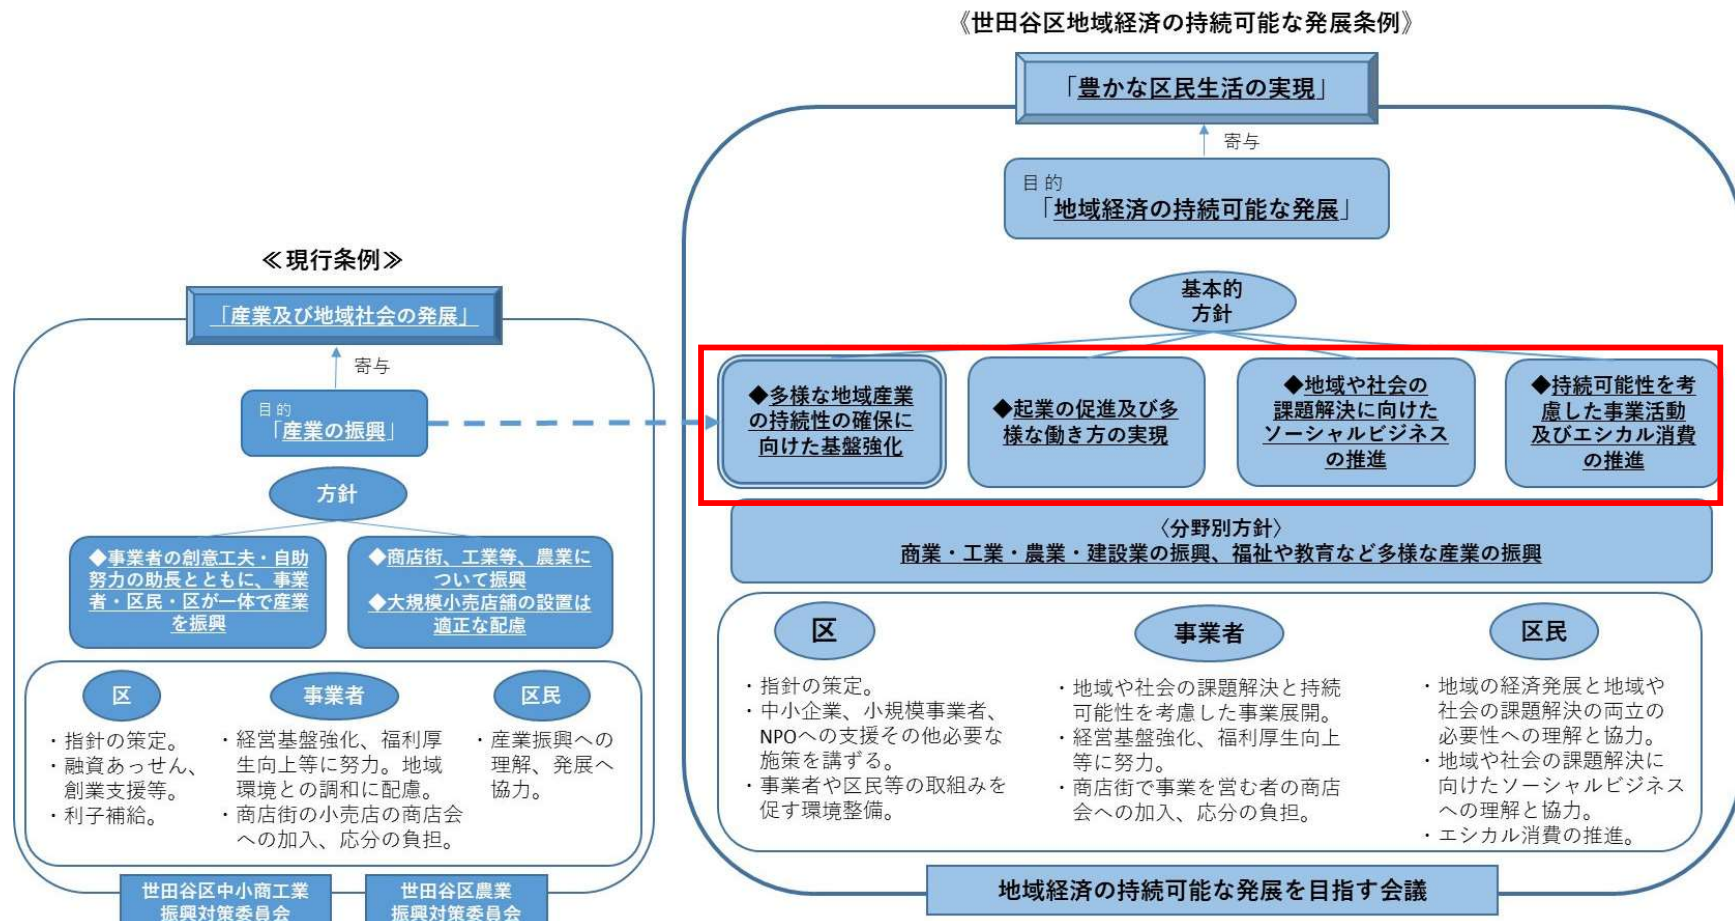 《世田谷区地域経済の持続可能な発展条例》
「豊かな区民生活の実現」
寄与
目的
「地域経済の持続可能な発展」
基本的
方針
◆多様な地域産業
の持続性の確保に
向けた基盤強化
◆起業の促進及び多
様な働き方の実現
◆地域や社会の
課題解決に向けた
ソーシャルビジネス
の推進
◆持続可能性を考
慮した事業活動
及びエシカル消費
の推進
〈分野別方針〉
商業・工業・農業・建設業の振興、福祉や教育など多様な産業の振興
区
・指針の策定。
・中小企業、小規模事業者、
NPOへの支援その他必要な
施策を講ずる。
・事業者や区民等の取組みを
促す環境整備。
事業者
・地域や社会の課題解決と持続
可能性を考慮した事業展開。
・経営基盤強化、福利厚生向上
等に努力。
・商店街で事業を営む者の商店
会への加入、応分の負担。
区民
・地域の経済発展と地域や
社会の課題解決の両立の
必要性への理解と協力。
・地域や社会の課題解決に
向けたソーシャルビジネス
への理解と協力。
・エシカル消費の推進。
地域経済の持続可能な発展を目指す会議
≪現行条例≫
「産業及び地域社会の発展」
寄与
目的
「産業の振興」
方針
◆事業者の創意工夫・自助
努力の助長とともに、事業
者・区民・区が一体で産業
を振興
◆商店街、工業等、農業に
ついて振興
◆大規模小売店舗の設置は
適正な配慮
区
・指針の策定。
・融資あっせん、
創業支援等。
・利子補給。
事業者
・経営基盤強化、福利厚
生向上等に努力。地域
環境との調和に配慮。
・商店街の小売店の商店会
への加入、応分の負担。
区民
・産業振興への
理解、発展へ
協力。
世田谷区中小商工業
振興対策委員会
世田谷区農業
振興対策委員会